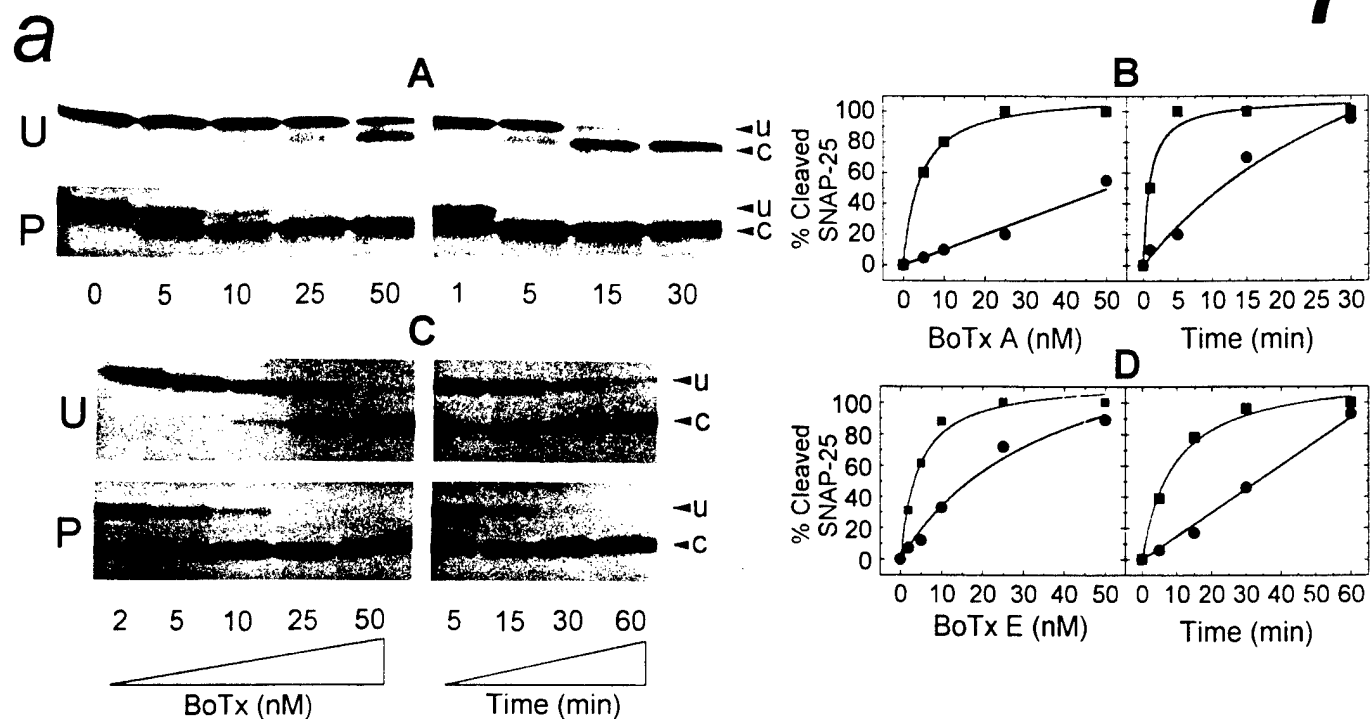 a
A
U
u
c
P
u
c
0 5 10 25 50 1 5 15 30
C
U
u
c
P
u
c
2 5 10 25 50 5 15 30 60
BoTx (nM) Time (min)
B
% Cleaved
SNAP-25
100
80
60
40
20
0
0 10 20 30 40 50 0 5 10 15 20 25 30
BoTx A (nM) Time (min)
D
% Cleaved
SNAP-25
100
80
60
40
20
0
0 10 20 30 40 50 0 10 20 30 40 50 60
BoTx E (nM) Time (min)